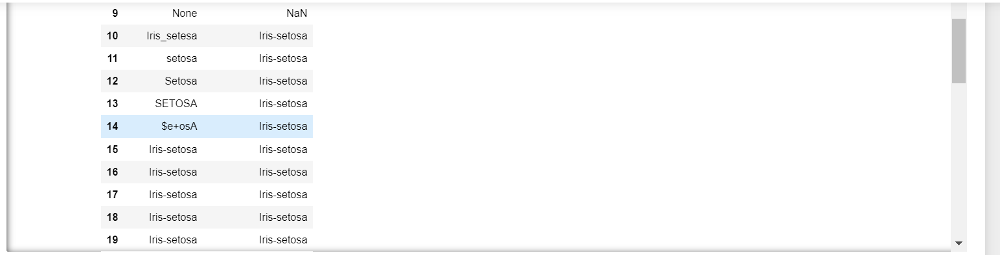 9 None NaN
10 Iris_setesa Iris-setosa
11 setosa Iris-setosa
12 Setosa Iris-setosa
13 SETOSA Iris-setosa
14 $e+osA Iris-setosa
15 Iris-setosa Iris-setosa
16 Iris-setosa Iris-setosa
17 Iris-setosa Iris-setosa
18 Iris-setosa Iris-setosa
19 Iris-setosa Iris-setosa